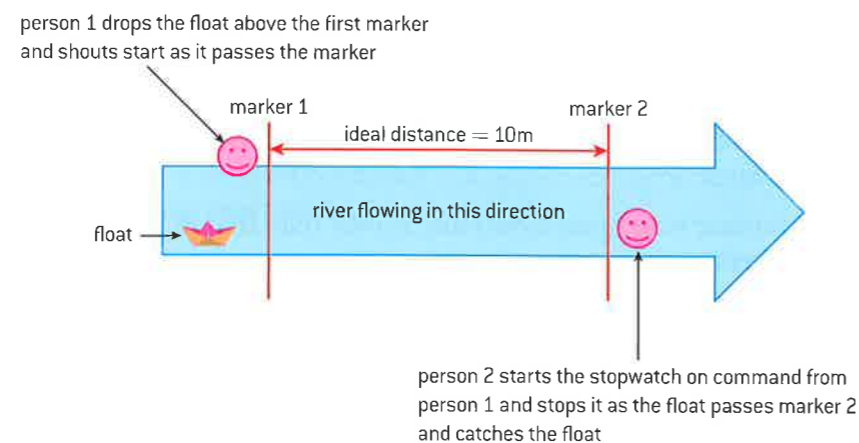 person 1 drops the float above the first marker
and shouts start as it passes the marker
marker 1
marker 2
ideal distance = 10m
river flowing in this direction
float
person 2 starts the stopwatch on command from
person 1 and stops it as the float passes marker 2
and catches the float